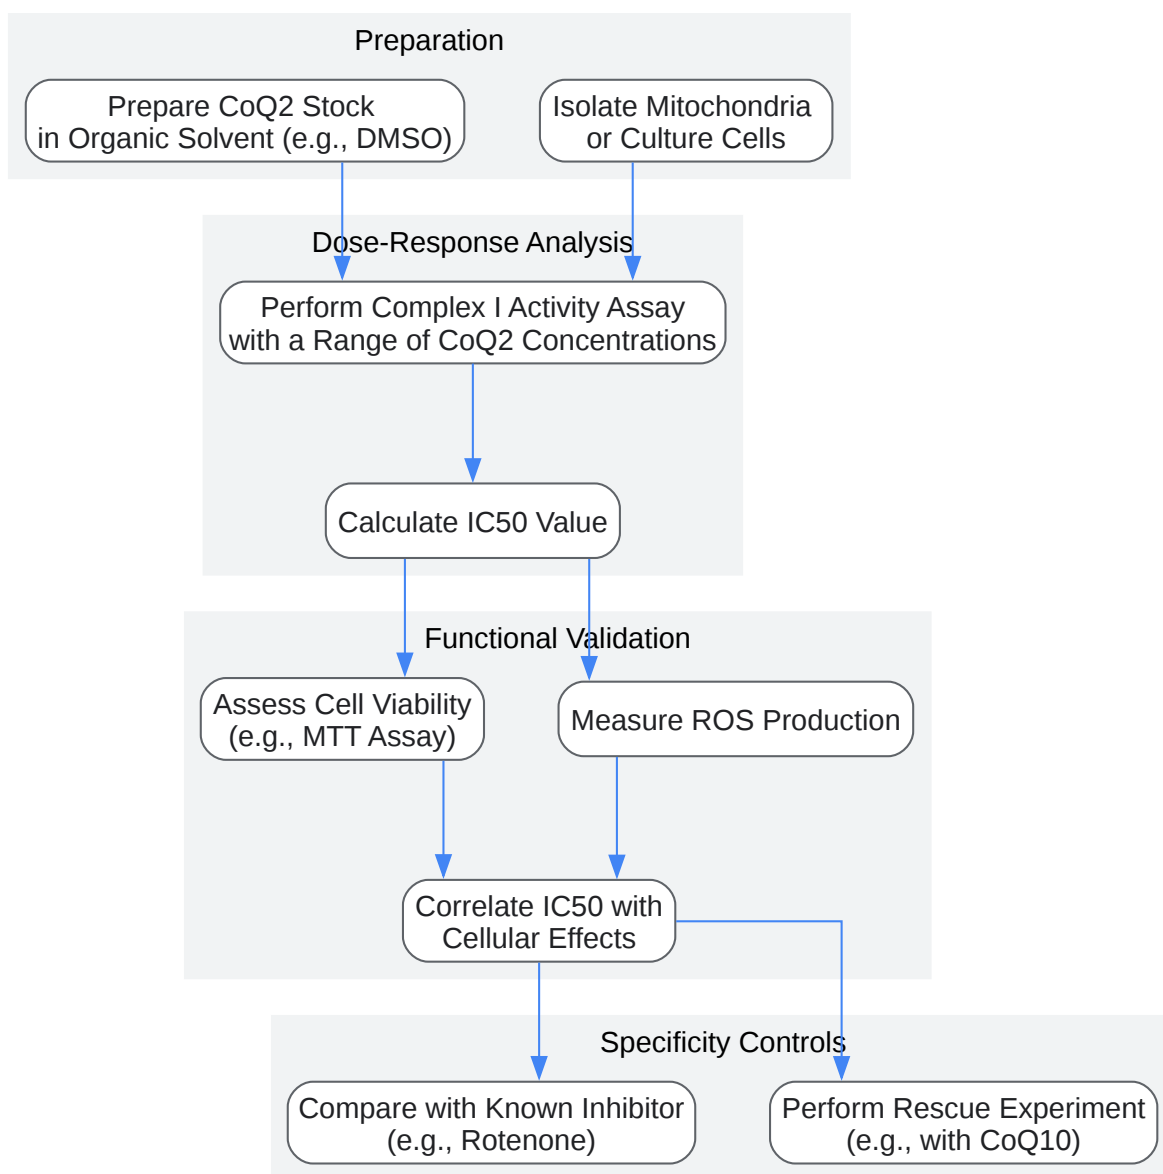 Preparation
Prepare CoQ2 Stock
in Organic Solvent (e.g., DMSO)
Isolate Mitochondria
or Culture Cells
Dose-Response Analysis
Perform Complex I Activity Assay
with a Range of CoQ2 Concentrations
Calculate IC50 Value
Functional Validation
Assess Cell Viability
(e.g., MTT Assay)
Measure ROS Production
Correlate IC50 with
Cellular Effects
Specificity Controls
Compare with Known Inhibitor
(e.g., Rotenone)
Perform Rescue Experiment
(e.g., with CoQ10)